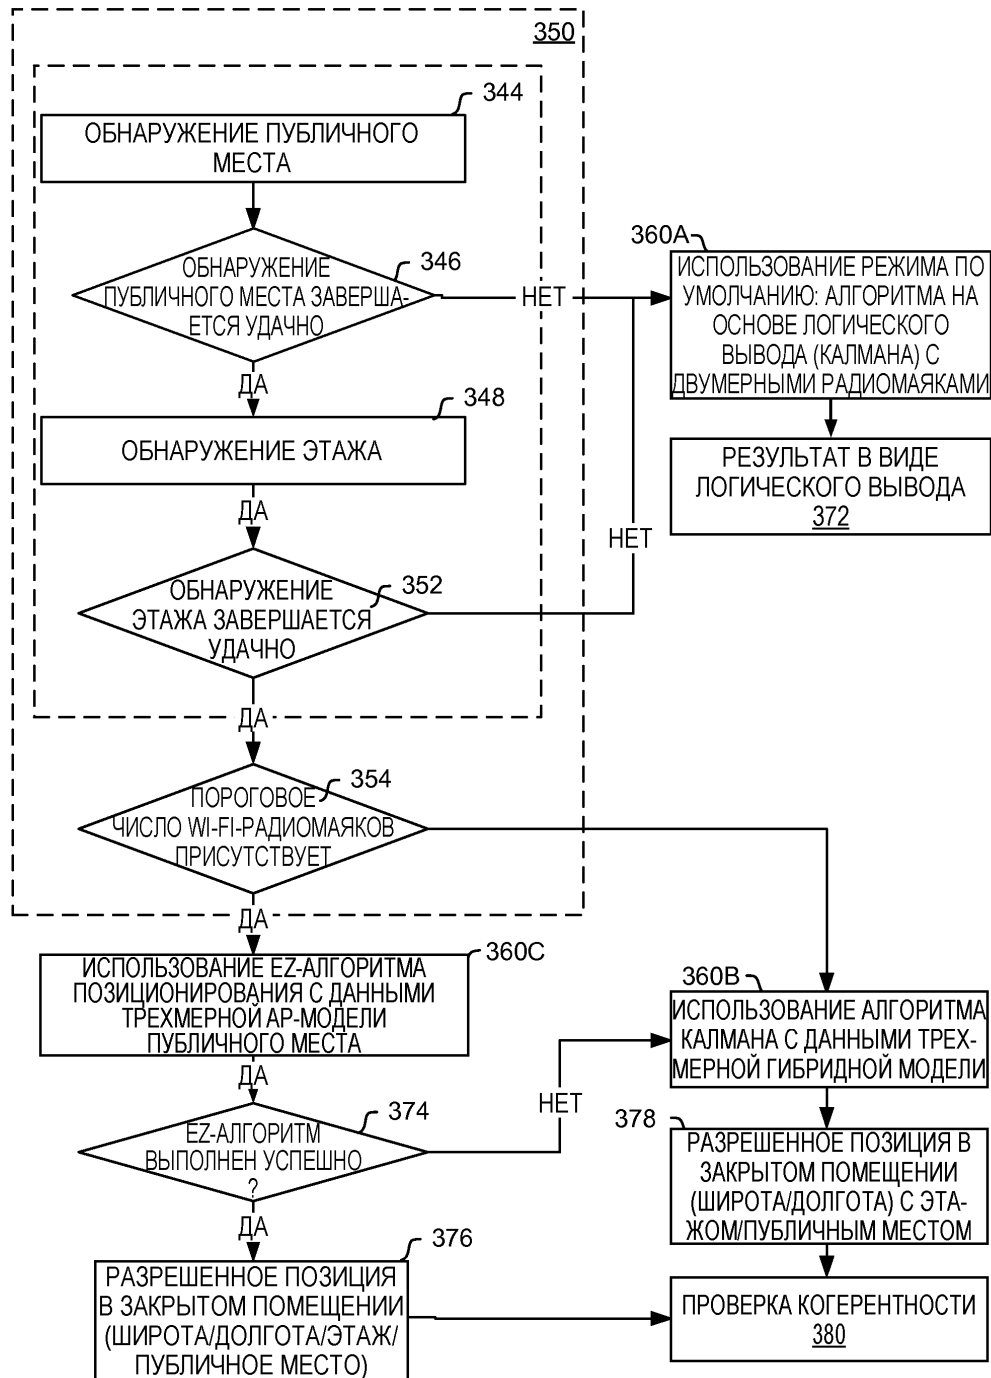 350
344
ОБНАРУЖЕНИЕ ПУБЛИЧНОГО
МЕСТА
ОБНАРУЖЕНИЕ
ПУБЛИЧНОГО МЕСТА ЗАВЕРША-
ЕТСЯ УДАЧНО
346
НЕТ
ДА
348
ОБНАРУЖЕНИЕ ЭТАЖА
ДА
ОБНАРУЖЕНИЕ
ЭТАЖА ЗАВЕРШАЕТСЯ
УДАЧНО
352
НЕТ
ДА
360A
ИСПОЛЬЗОВАНИЕ РЕЖИМА ПО
УМОЛЧАНИЮ: АЛГОРИТМА НА
ОСНОВЕ ЛОГИЧЕСКОГО
ВЫВОДА (КАЛМАНА) С
ДВУМЕРНЫМИ РАДИОМАЯКАМИ
РЕЗУЛЬТАТ В ВИДЕ
ЛОГИЧЕСКОГО ВЫВОДА
372
354
ПОРОГОВОЕ
ЧИСЛО WI-FI-РАДИОМАЯКОВ
ПРИСУТСТВУЕТ
ДА
360C
ИСПОЛЬЗОВАНИЕ EZ-АЛГОРИТМА
ПОЗИЦИОНИРОВАНИЯ С ДАННЫМИ
ТРЕХМЕРНОЙ АР-МОДЕЛИ
ПУБЛИЧНОГО МЕСТА
ДА
374
EZ-АЛГОРИТМ
ВЫПОЛНЕН УСПЕШНО
?
НЕТ
ДА
376
РАЗРЕШЕННОЕ ПОЗИЦИЯ
В ЗАКРЫТОМ ПОМЕЩЕНИИ
(ШИРОТА/ДОЛГОТА/ЭТАЖ/
ПУБЛИЧНОЕ МЕСТО)
360B
ИСПОЛЬЗОВАНИЕ АЛГОРИТМА
КАЛМАНА С ДАННЫМИ ТРЕХ-
МЕРНОЙ ГИБРИДНОЙ МОДЕЛИ
378
РАЗРЕШЕННОЕ ПОЗИЦИЯ В
ЗАКРЫТОМ ПОМЕЩЕНИИ
(ШИРОТА/ДОЛГОТА) С ЭТА-
ЖОМ/ПУБЛИЧНЫМ МЕСТОМ
ПРОВЕРКА КОГЕРЕНТНОСТИ
380